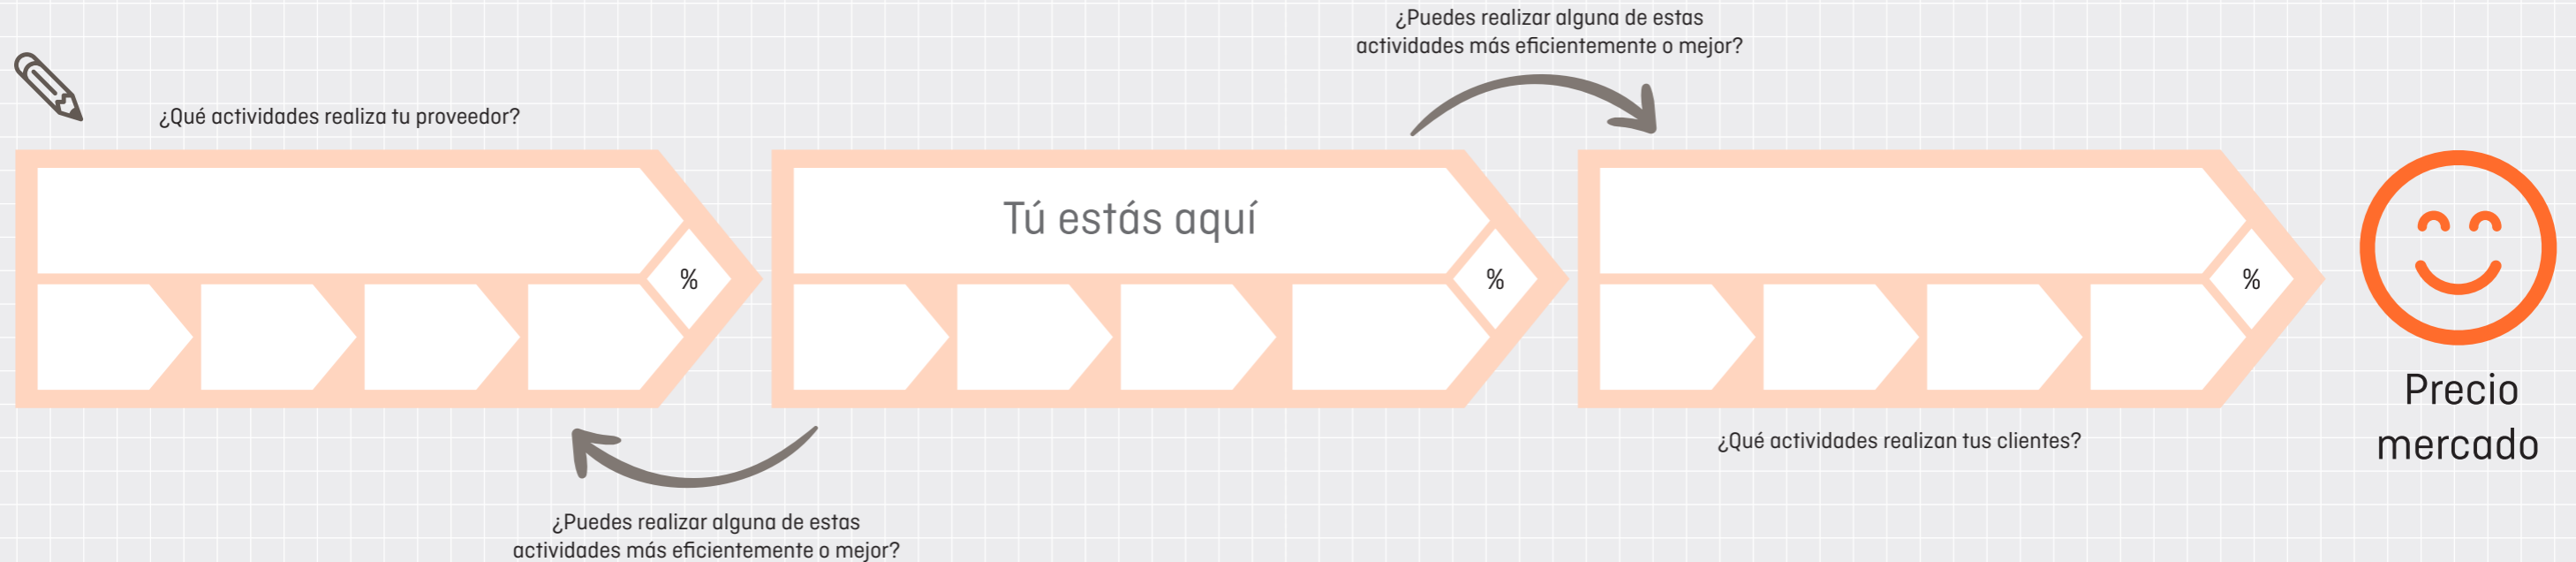 ¿Puedes realizar alguna de estas
actividades más eficientemente o mejor?
¿Qué actividades realiza tu proveedor?
Tú estás aquí
%
%
%
Precio
mercado
¿Qué actividades realizan tus clientes?
¿Puedes realizar alguna de estas
actividades más eficientemente o mejor?